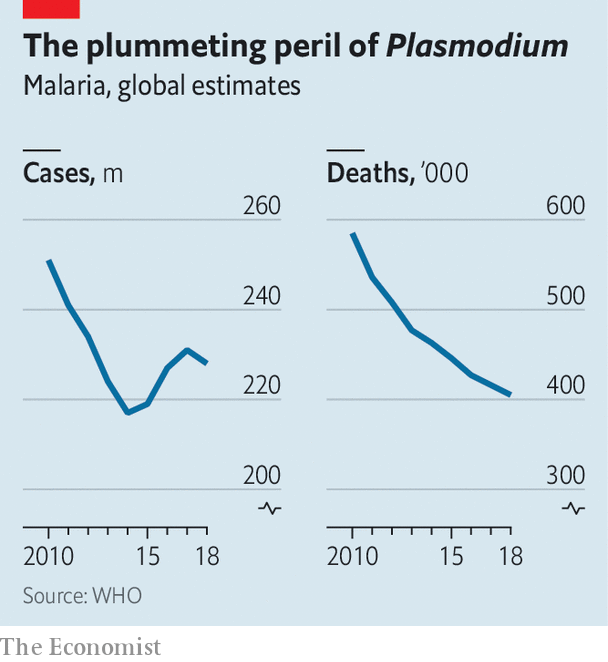 The plummeting peril of Plasmodium
Malaria, global estimates
Cases, m
260
240
220
200
2010 15 18
Deaths, ’000
600
500
400
300
2010 15 18
Source: WHO
The Economist